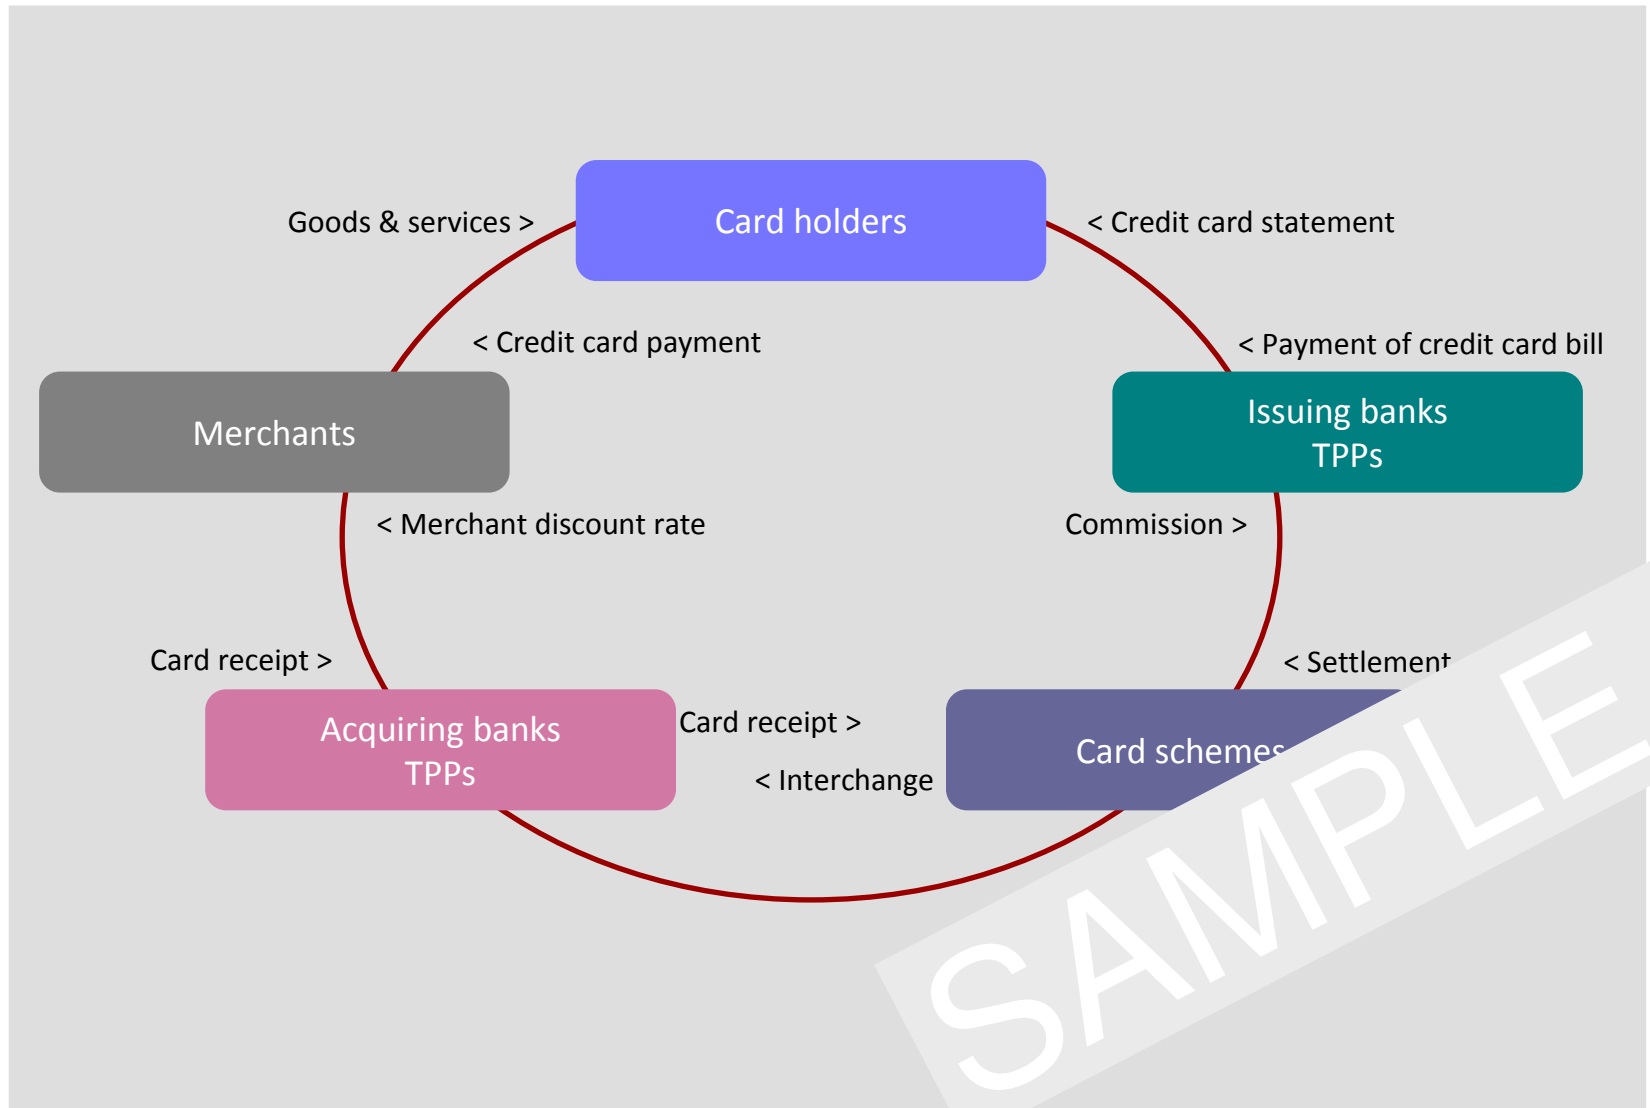 Card holders
Goods & services >
< Credit card statement
< Credit card payment
< Payment of credit card bill
Merchants
Issuing banks
TPPs
< Merchant discount rate
Commission >
Card receipt >
< Settlement
Acquiring banks
TPPs
Card receipt >
< Interchange
Card schemes
SAMPLE